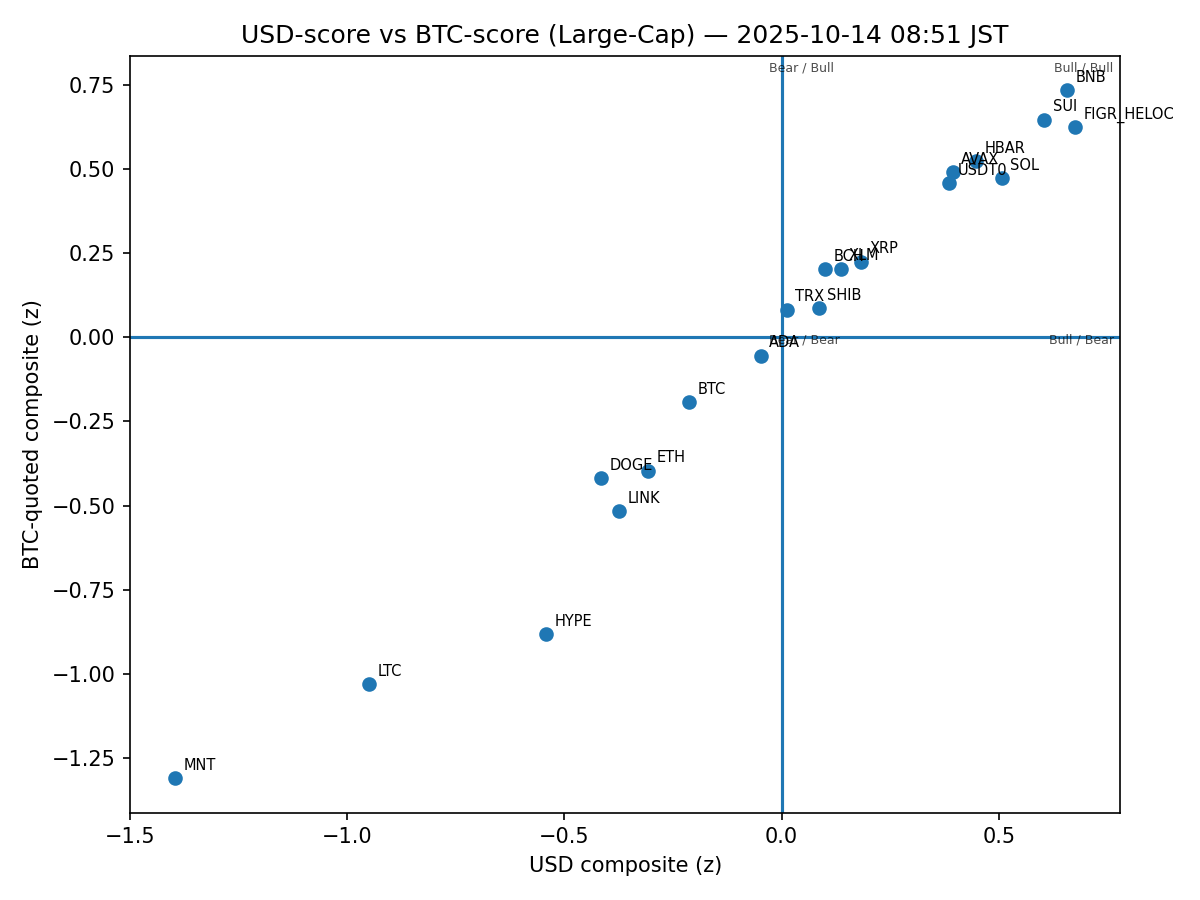 USD-score vs BTC-score (Large-Cap) — 2025-10-14 08:51 JST
Bear / Bull
Bull / Bull
BNB
SUI
FIGR_HELOC
HBAR
AVAX
SOL
USDT0
XRP
BCH
XLM
TRX
SHIB
Bear / Bear
Bull / Bear
ADA
BTC
ETH
DOGE
LINK
HYPE
LTC
MNT
0.75
0.50
0.25
0.00
−0.25
−0.50
−0.75
−1.00
−1.25
BTC-quoted composite (z)
−1.5
−1.0
−0.5
0.0
0.5
USD composite (z)